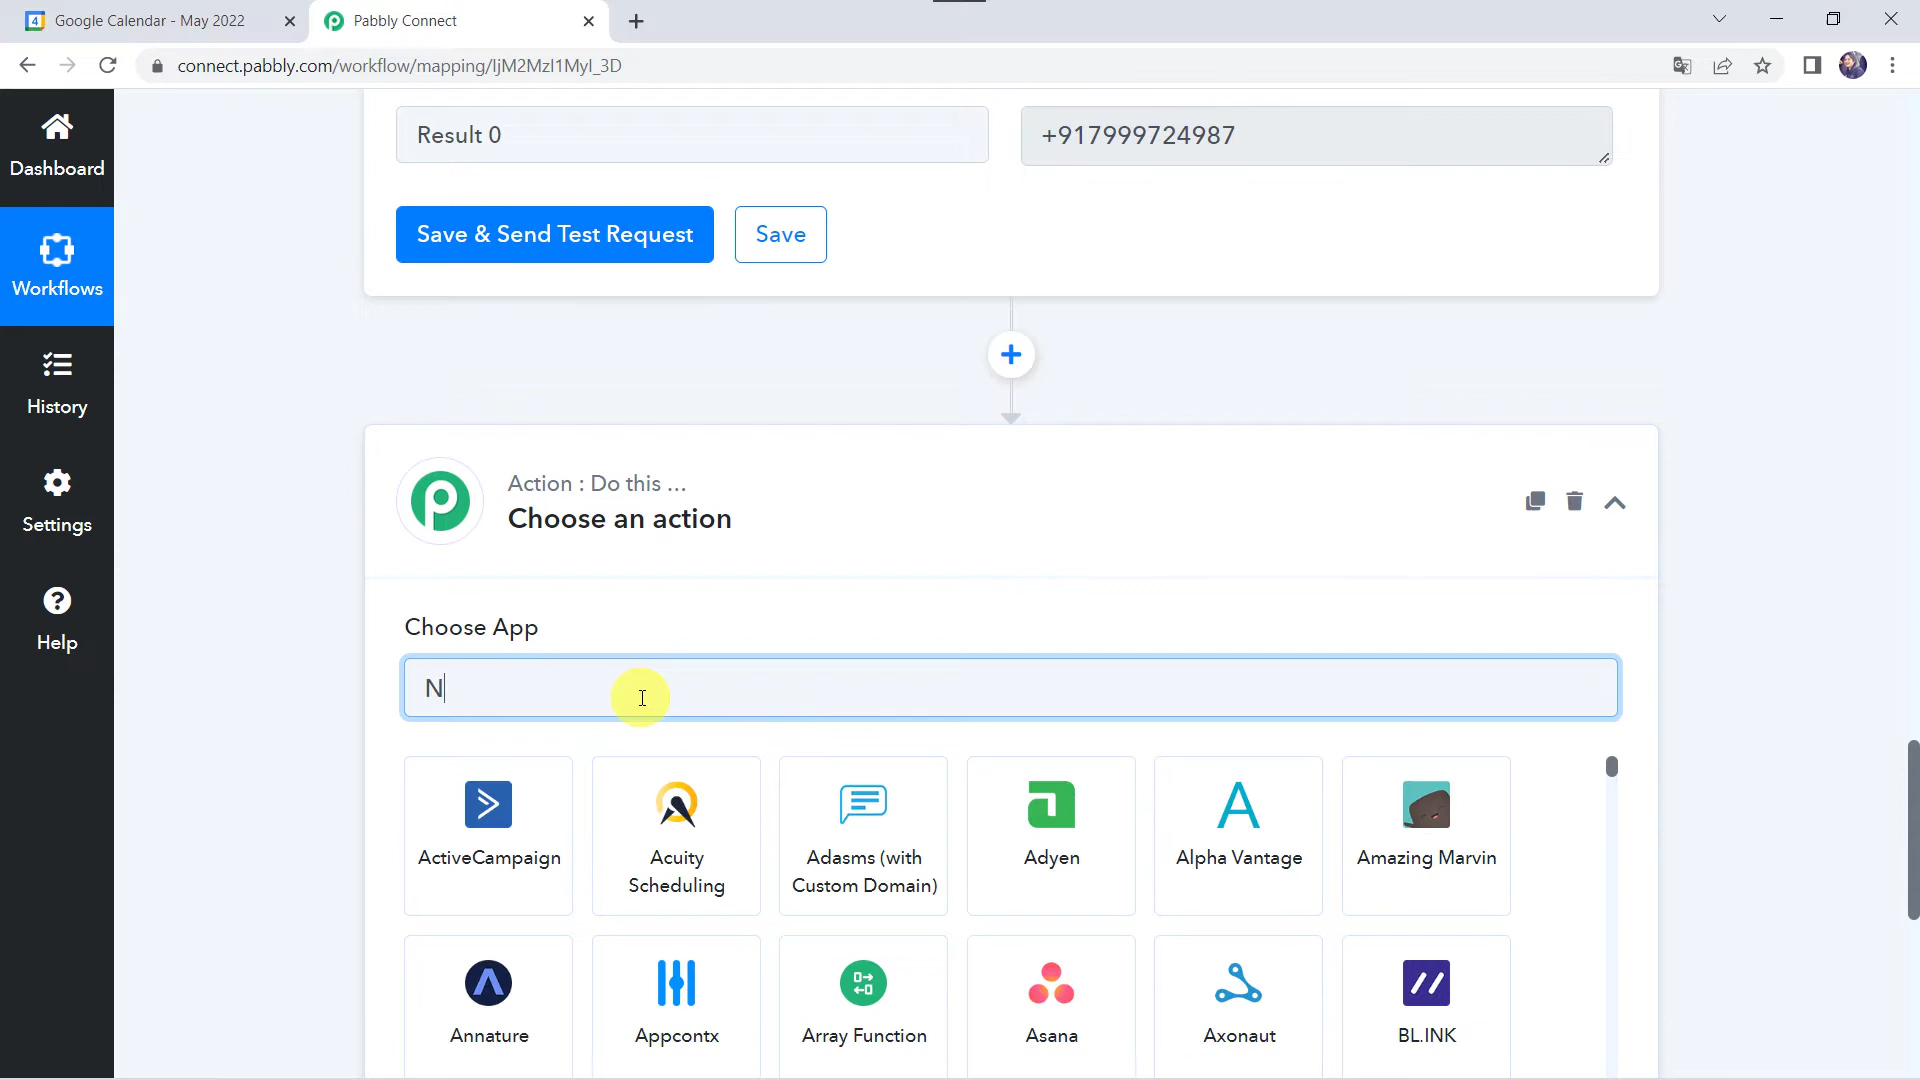 Google Calendar - May 2022
Pabbly Connect
connect.pabbly.com/workflow/mapping/IjM2MzI1MyI_3D
Dashboard
Workflows
History
Settings
Help
Result 0
+917999724987
Save & Send Test Request
Save
Action : Do this ...
Choose an action
Choose App
N
ActiveCampaign
Acuity
Scheduling
Adasms (with
Custom Domain)
Adyen
Alpha Vantage
Amazing Marvin
Annature
Appcontx
Array Function
Asana
Axonaut
BL.INK